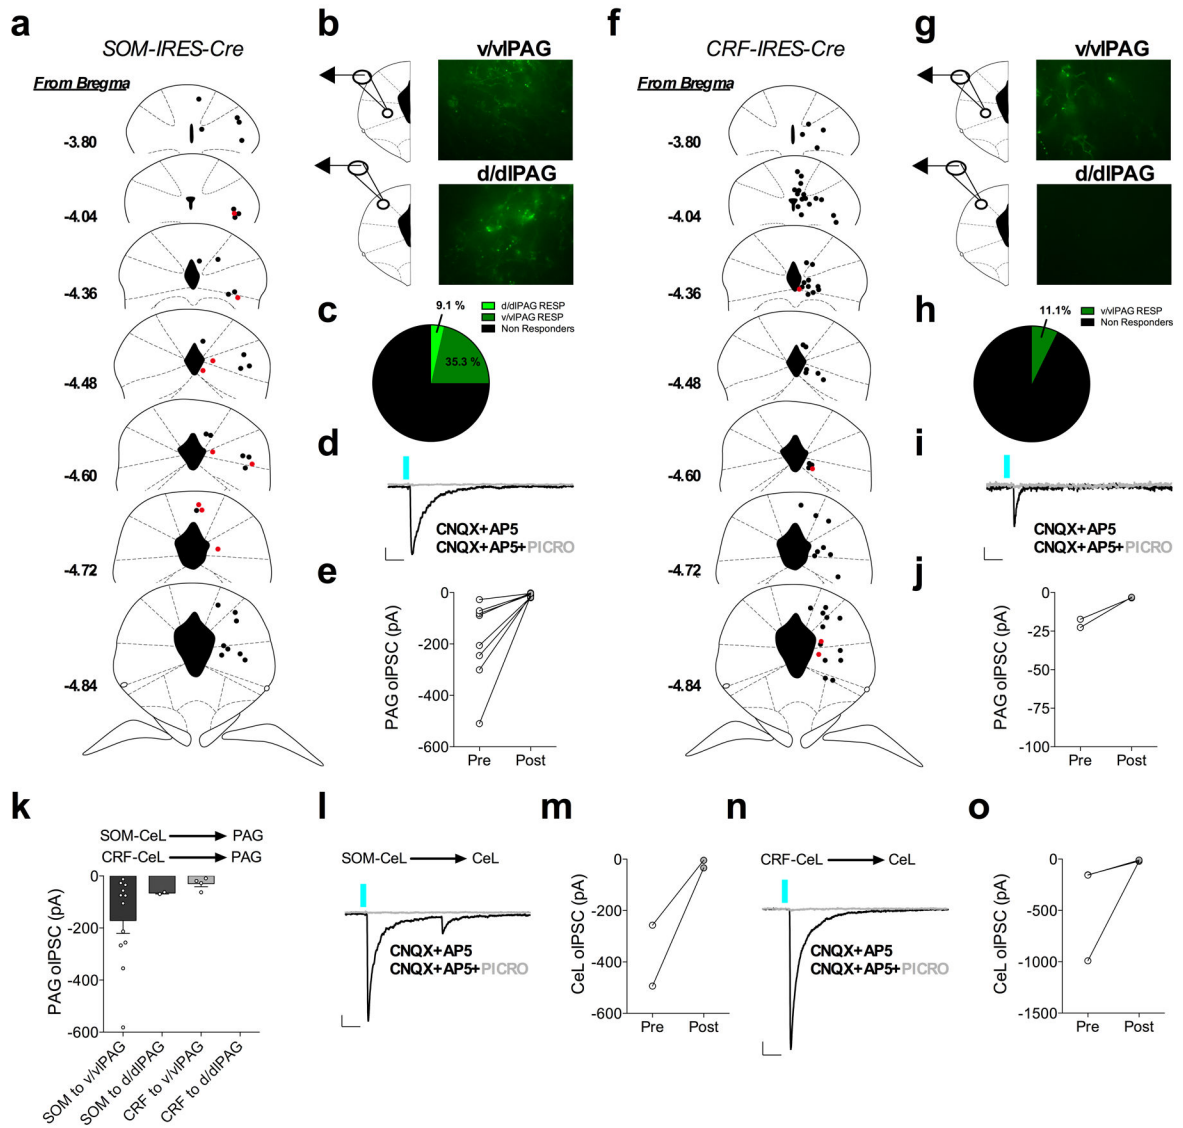 a
SOM-IRES-Cre
From Bregma
-3.80
-4.04
-4.36
-4.48
-4.60
-4.72
-4.84
b
v/vlPAG
d/dlPAG
c
9.1 %
35.3 %
d/dlPAG RESP
v/vlPAG RESP
Non Responders
d
CNQX+AP5
CNQX+AP5+PICRO
e
PAG oIPSC (pA)
0
-200
-400
-600
Pre Post
f
CRF-IRES-Cre
From Bregma
-3.80
-4.04
-4.36
-4.48
-4.60
-4.72
-4.84
g
v/vlPAG
d/dlPAG
h
11.1%
v/vlPAG RESP
Non Responders
i
CNQX+AP5
CNQX+AP5+PICRO
j
PAG oIPSC (pA)
0
-25
-50
-75
-100
Pre Post
k
SOM-CeL PAG
CRF-CeL PAG
PAG oIPSC (pA)
0
-200
-400
-600
SOM to v/vlPAG
SOM to d/dlPAG
CRF to v/vlPAG
CRF to d/dlPAG
l
SOM-CeL CeL
CNQX+AP5
CNQX+AP5+PICRO
m
CeL oIPSC (pA)
0
-200
-400
-600
Pre Post
n
CRF-CeL CeL
CNQX+AP5
CNQX+AP5+PICRO
o
CeL oIPSC (pA)
0
-500
-1000
-1500
Pre Post